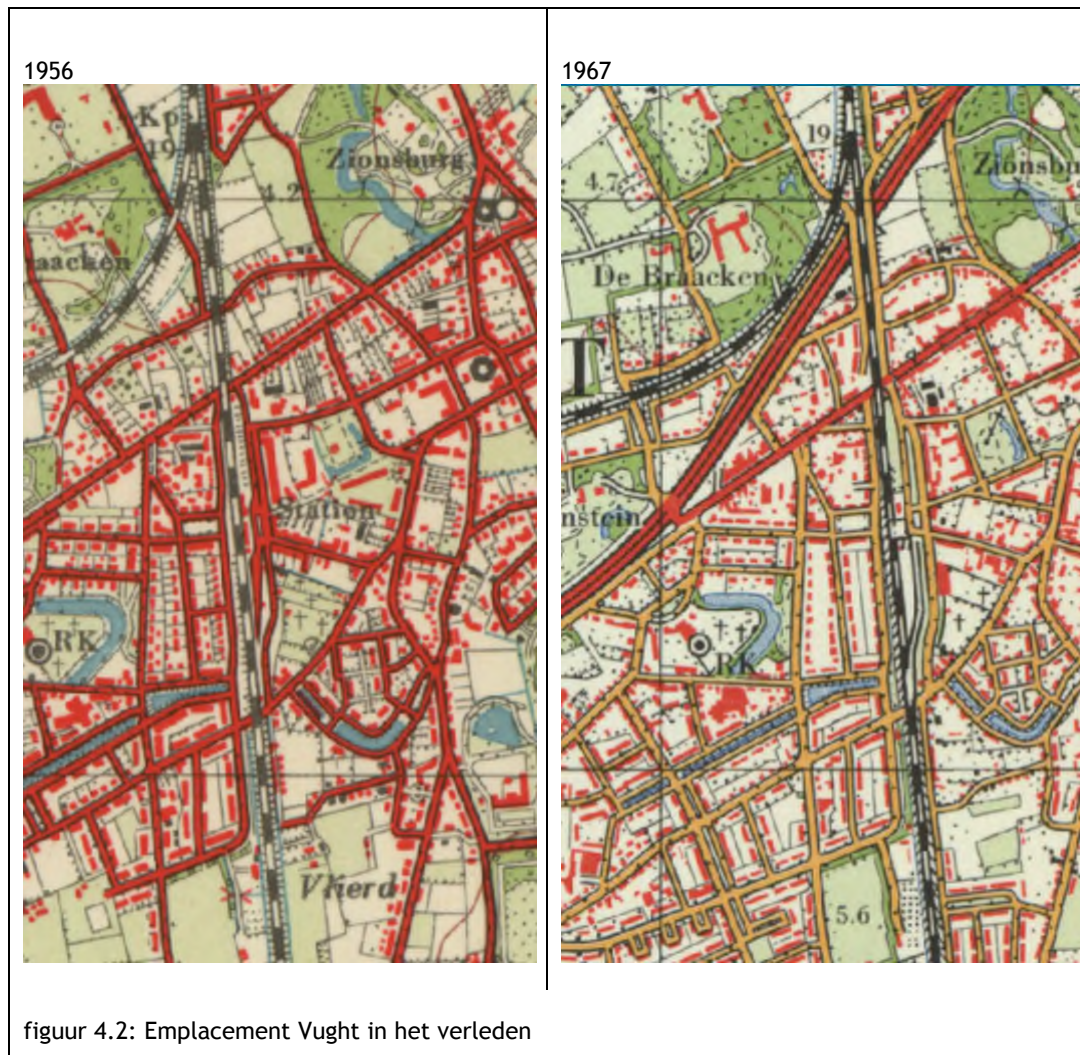 1956
Kp
19
4.2
Zionsburg
aacken
Station
RK
Vlierd
1967
19
4.7
Zionsbu
De Braacken
T
nstein
RK
5.6
figuur 4.2: Emplacement Vught in het verleden